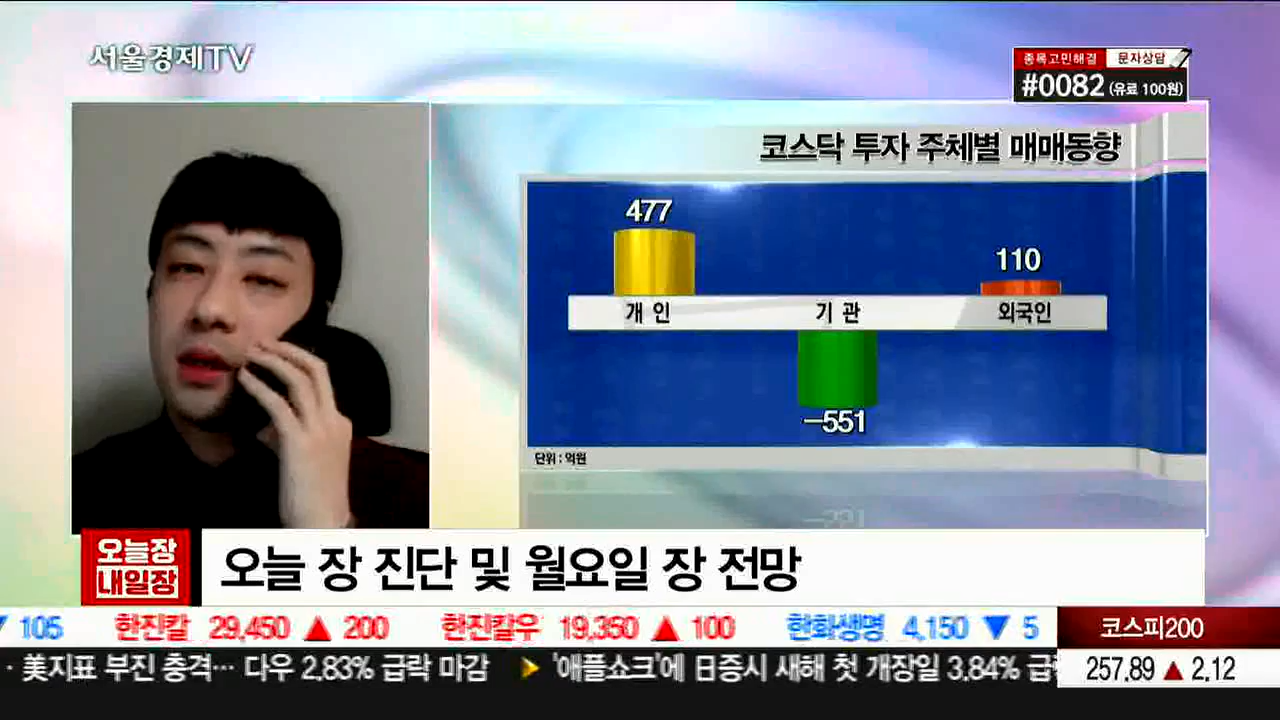 서울경제TV
종목고민해결 문자상담
#0082 (유료 100원)
코스닥 투자 주체별 매매동향
477
110
개 인 기 관 외국인
-551
단위 : 억원
오늘장
내일장
오늘 장 진단 및 월요일 장 전망
▼ 105 한진칼 29,450 ▲ 200 한진칼우 19,350 ▲ 100 한화생명 4,150 ▼ 5
코스피200
· 美지표 부진 충격… 다우 2.83% 급락 마감 ▶ '애플쇼크'에 日증시 새해 첫 개장일 3.84% 급
257.89 ▲ 2.12